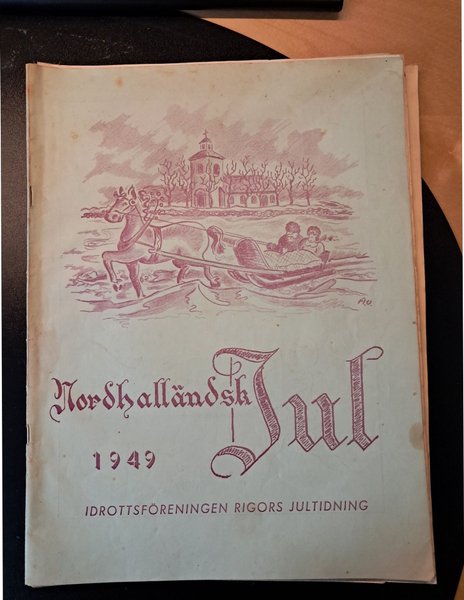 Nordhalländsk Jul
1949
IDROTTSFÖRENINGEN RIGORS JULTIDNING